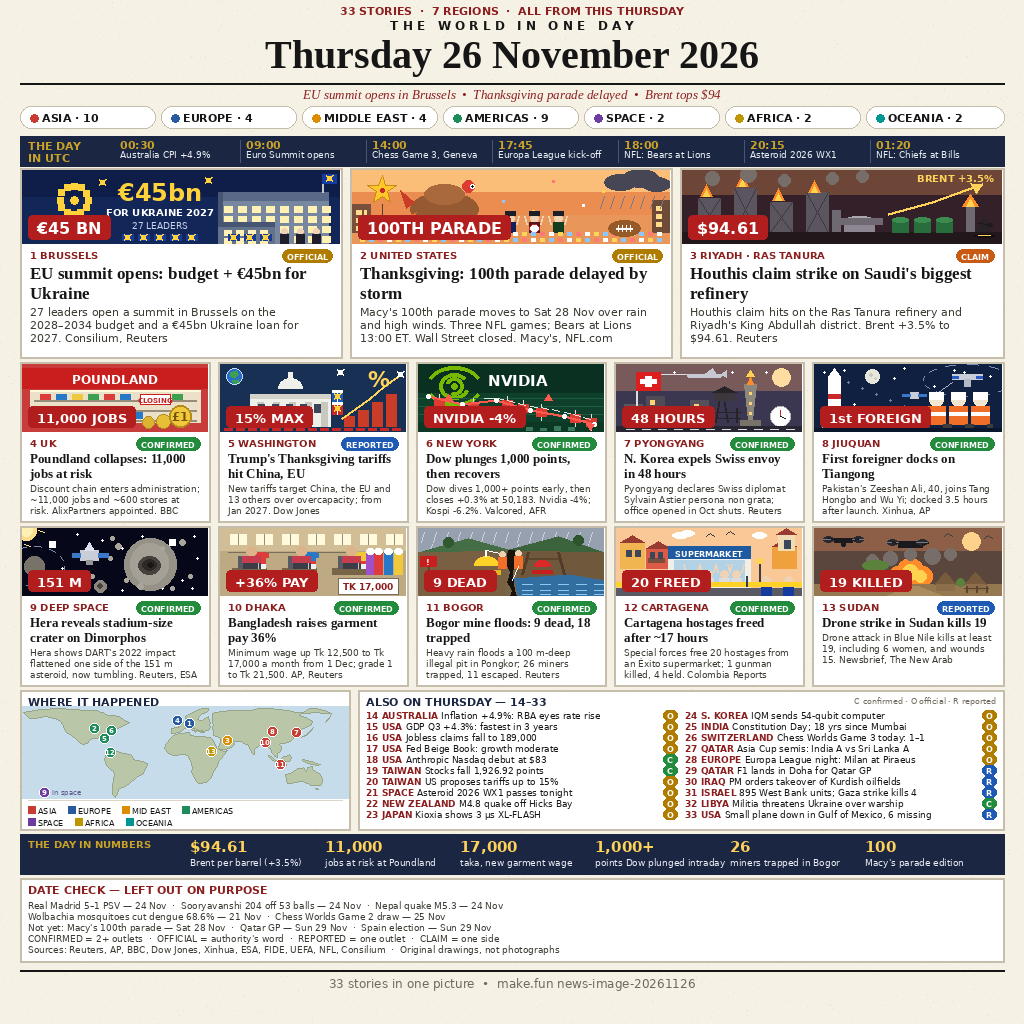 33 STORIES · 7 REGIONS · ALL FROM THIS THURSDAY
THE WORLD IN ONE DAY
Thursday 26 November 2026
EU summit opens in Brussels • Thanksgiving parade delayed • Brent tops $94
ASIA · 10
EUROPE · 4
MIDDLE EAST · 4
AMERICAS · 9
SPACE · 2
AFRICA · 2
OCEANIA · 2
THE DAY IN UTC
00:30
Australia CPI +4.9%
09:00
Euro Summit opens
14:00
Chess Game 3, Geneva
17:45
Europa League kick-off
18:00
NFL: Bears at Lions
20:15
Asteroid 2026 WX1
01:20
NFL: Chiefs at Bills
€45bn
FOR UKRAINE 2027
27 LEADERS
€45 BN
1 BRUSSELS
OFFICIAL
EU summit opens: budget + €45bn for
Ukraine
27 leaders open a summit in Brussels on the
2028–2034 budget and a €45bn Ukraine loan for
2027. Consilium, Reuters
100TH PARADE
2 UNITED STATES
OFFICIAL
Thanksgiving: 100th parade delayed by
storm
Macy's 100th parade moves to Sat 28 Nov over rain
and high winds. Three NFL games; Bears at Lions
13:00 ET. Wall Street closed. Macy's, NFL.com
BRENT +3.5%
$94.61
3 RIYADH · RAS TANURA
CLAIM
Houthis claim strike on Saudi's biggest
refinery
Houthis claim hits on the Ras Tanura refinery and
Riyadh's King Abdullah district. Brent +3.5% to
$94.61. Reuters
POUNDLAND
CLOSING
£1
11,000 JOBS
4 UK
CONFIRMED
Poundland collapses: 11,000
jobs at risk
Discount chain enters administration;
~11,000 jobs and ~600 stores at
risk. AlixPartners appointed. BBC
%
15% MAX
5 WASHINGTON
REPORTED
Trump's Thanksgiving tariffs
hit China, EU
New tariffs target China, the EU and
13 others over overcapacity; from
Jan 2027. Dow Jones
NVIDIA
NVIDIA -4%
6 NEW YORK
CONFIRMED
Dow plunges 1,000 points,
then recovers
Dow dives 1,000+ points early, then
closes +0.3% at 50,183. Nvidia -4%;
Kospi -6.2%. Valcored, AFR
48 HOURS
7 PYONGYANG
CONFIRMED
N. Korea expels Swiss envoy
in 48 hours
Pyongyang declares Swiss diplomat
Sylvain Astier persona non grata;
office opened in Oct shuts. Reuters
1st FOREIGN
8 JIUQUAN
CONFIRMED
First foreigner docks on
Tiangong
Pakistan's Zeeshan Ali, 40, joins Tang
Hongbo and Wu Yi; docked 3.5 hours
after launch. Xinhua, AP
151 M
9 DEEP SPACE
CONFIRMED
Hera reveals stadium-size
crater on Dimorphos
Hera shows DART's 2022 impact
flattened one side of the 151 m
asteroid, now tumbling. Reuters, ESA
TK 17,000
+36% PAY
10 DHAKA
CONFIRMED
Bangladesh raises garment
pay 36%
Minimum wage up Tk 12,500 to Tk
17,000 a month from 1 Dec; grade 1
to Tk 21,500. AP, Reuters
!
9 DEAD
11 BOGOR
CONFIRMED
Bogor mine floods: 9 dead, 18
trapped
Heavy rain floods a 100 m-deep
illegal pit in Pongkor; 26 miners
trapped, 11 escaped. Reuters
SUPERMARKET
20 FREED
12 CARTAGENA
CONFIRMED
Cartagena hostages freed
after ~17 hours
Special forces free 20 hostages from
an Éxito supermarket; 1 gunman
killed, 4 held. Colombia Reports
19 KILLED
13 SUDAN
REPORTED
Drone strike in Sudan kills 19
Drone attack in Blue Nile kills at least
19, including 6 women, and wounds
15. Newsbrief, The New Arab
WHERE IT HAPPENED
4
1
2
6
5
12
3
13
8
10
7
11
9 in space
ASIA
EUROPE
MID EAST
AMERICAS
SPACE
AFRICA
OCEANIA
ALSO ON THURSDAY — 14–33
C confirmed · O official · R reported
14 AUSTRALIA Inflation +4.9%: RBA eyes rate rise O
15 USA GDP Q3 +4.3%: fastest in 3 years O
16 USA Jobless claims fall to 189,000 O
17 USA Fed Beige Book: growth moderate O
18 USA Anthropic Nasdaq debut at $83 C
19 TAIWAN Stocks fall 1,926.92 points C
20 TAIWAN US proposes tariffs up to 15% O
21 SPACE Asteroid 2026 WX1 passes tonight O
22 NEW ZEALAND M4.8 quake off Hicks Bay O
23 JAPAN Kioxia shows 3 µs XL-FLASH O
24 S. KOREA IQM sends 54-qubit computer O
25 INDIA Constitution Day; 18 yrs since Mumbai O
26 SWITZERLAND Chess Worlds Game 3 today: 1–1 O
27 QATAR Asia Cup semis: India A vs Sri Lanka A O
28 EUROPE Europa League night: Milan at Piraeus O
29 QATAR F1 lands in Doha for Qatar GP R
30 IRAQ PM orders takeover of Kurdish oilfields R
31 ISRAEL 895 West Bank units; Gaza strike kills 4 R
32 LIBYA Militia threatens Ukraine over warship C
33 USA Small plane down in Gulf of Mexico, 6 missing R
THE DAY IN NUMBERS
$94.61
Brent per barrel (+3.5%)
11,000
jobs at risk at Poundland
17,000
taka, new garment wage
1,000+
points Dow plunged intraday
26
miners trapped in Bogor
100
Macy's parade edition
DATE CHECK — LEFT OUT ON PURPOSE
Real Madrid 5–1 PSV — 24 Nov · Sooryavanshi 204 off 53 balls — 24 Nov · Nepal quake M5.3 — 24 Nov
Wolbachia mosquitoes cut dengue 68.6% — 21 Nov · Chess Worlds Game 2 draw — 25 Nov
Not yet: Macy's 100th parade — Sat 28 Nov · Qatar GP — Sun 29 Nov · Spain election — Sun 29 Nov
CONFIRMED = 2+ outlets · OFFICIAL = authority's word · REPORTED = one outlet · CLAIM = one side
Sources: Reuters, AP, BBC, Dow Jones, Xinhua, ESA, FIDE, UEFA, NFL, Consilium · Original drawings, not photographs
33 stories in one picture • make.fun news-image-20261126